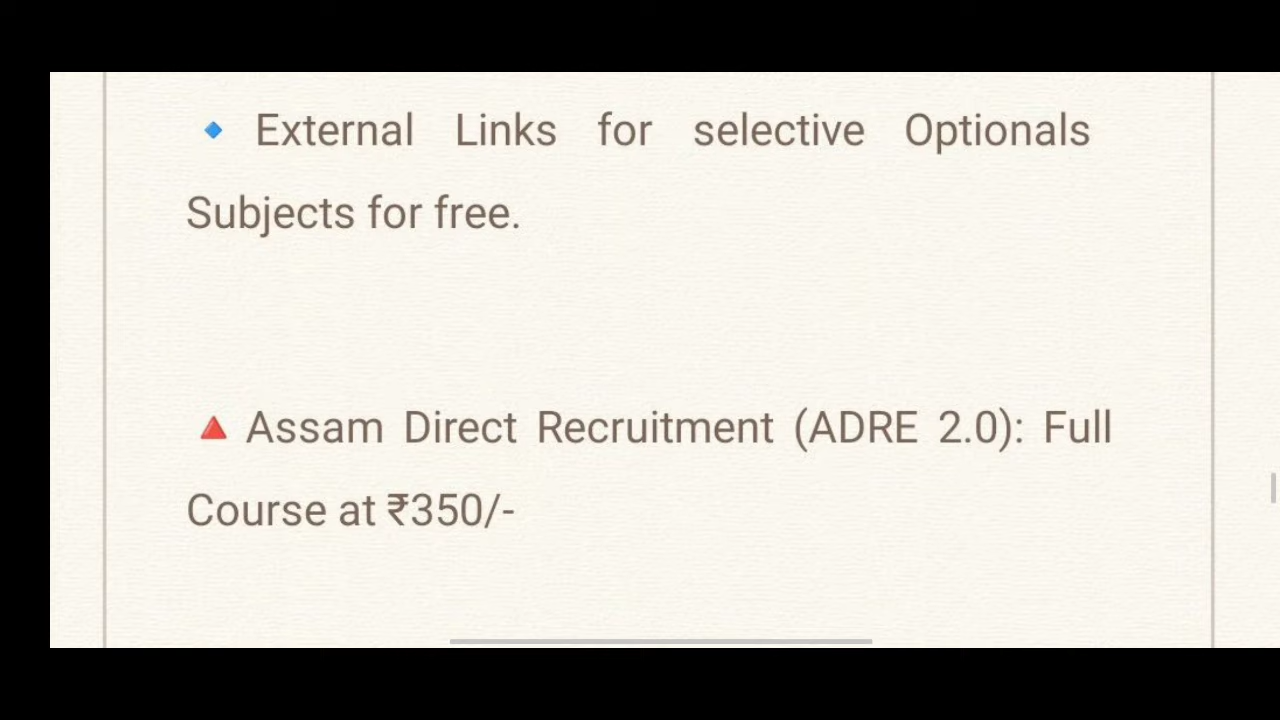 🔹 External Links for selective Optionals
Subjects for free.
🔺Assam Direct Recruitment (ADRE 2.0): Full
Course at ₹350/-